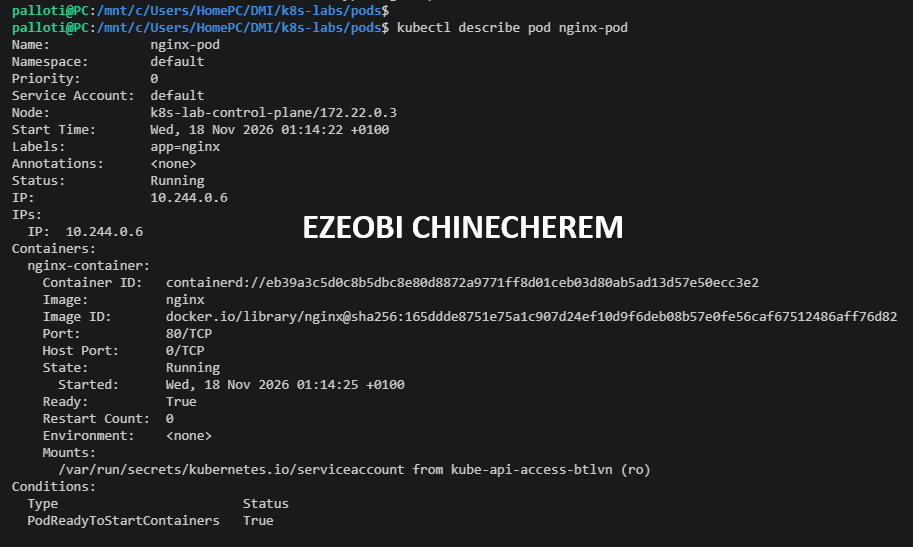 palloti@PC:/mnt/c/Users/HomePC/DMI/k8s-labs/pods$
palloti@PC:/mnt/c/Users/HomePC/DMI/k8s-labs/pods$ kubectl describe pod nginx-pod
Name:             nginx-pod
Namespace:        default
Priority:         0
Service Account:  default
Node:             k8s-lab-control-plane/172.22.0.3
Start Time:       Wed, 18 Nov 2026 01:14:22 +0100
Labels:           app=nginx
Annotations:      <none>
Status:           Running
IP:               10.244.0.6
IPs:
  IP:  10.244.0.6
EZEOBI CHINECHEREM
Containers:
  nginx-container:
    Container ID:   containerd://eb39a3c5d0c8b5dbc8e80d8872a9771ff8d01ceb03d80ab5ad13d57e50ecc3e2
    Image:          nginx
    Image ID:       docker.io/library/nginx@sha256:165ddde8751e75a1c907d24ef10d9f6deb08b57e0fe56caf67512486aff76d82
    Port:           80/TCP
    Host Port:      0/TCP
    State:          Running
      Started:      Wed, 18 Nov 2026 01:14:25 +0100
    Ready:          True
    Restart Count:  0
    Environment:    <none>
    Mounts:
      /var/run/secrets/kubernetes.io/serviceaccount from kube-api-access-btlvn (ro)
Conditions:
  Type                        Status
  PodReadyToStartContainers   True